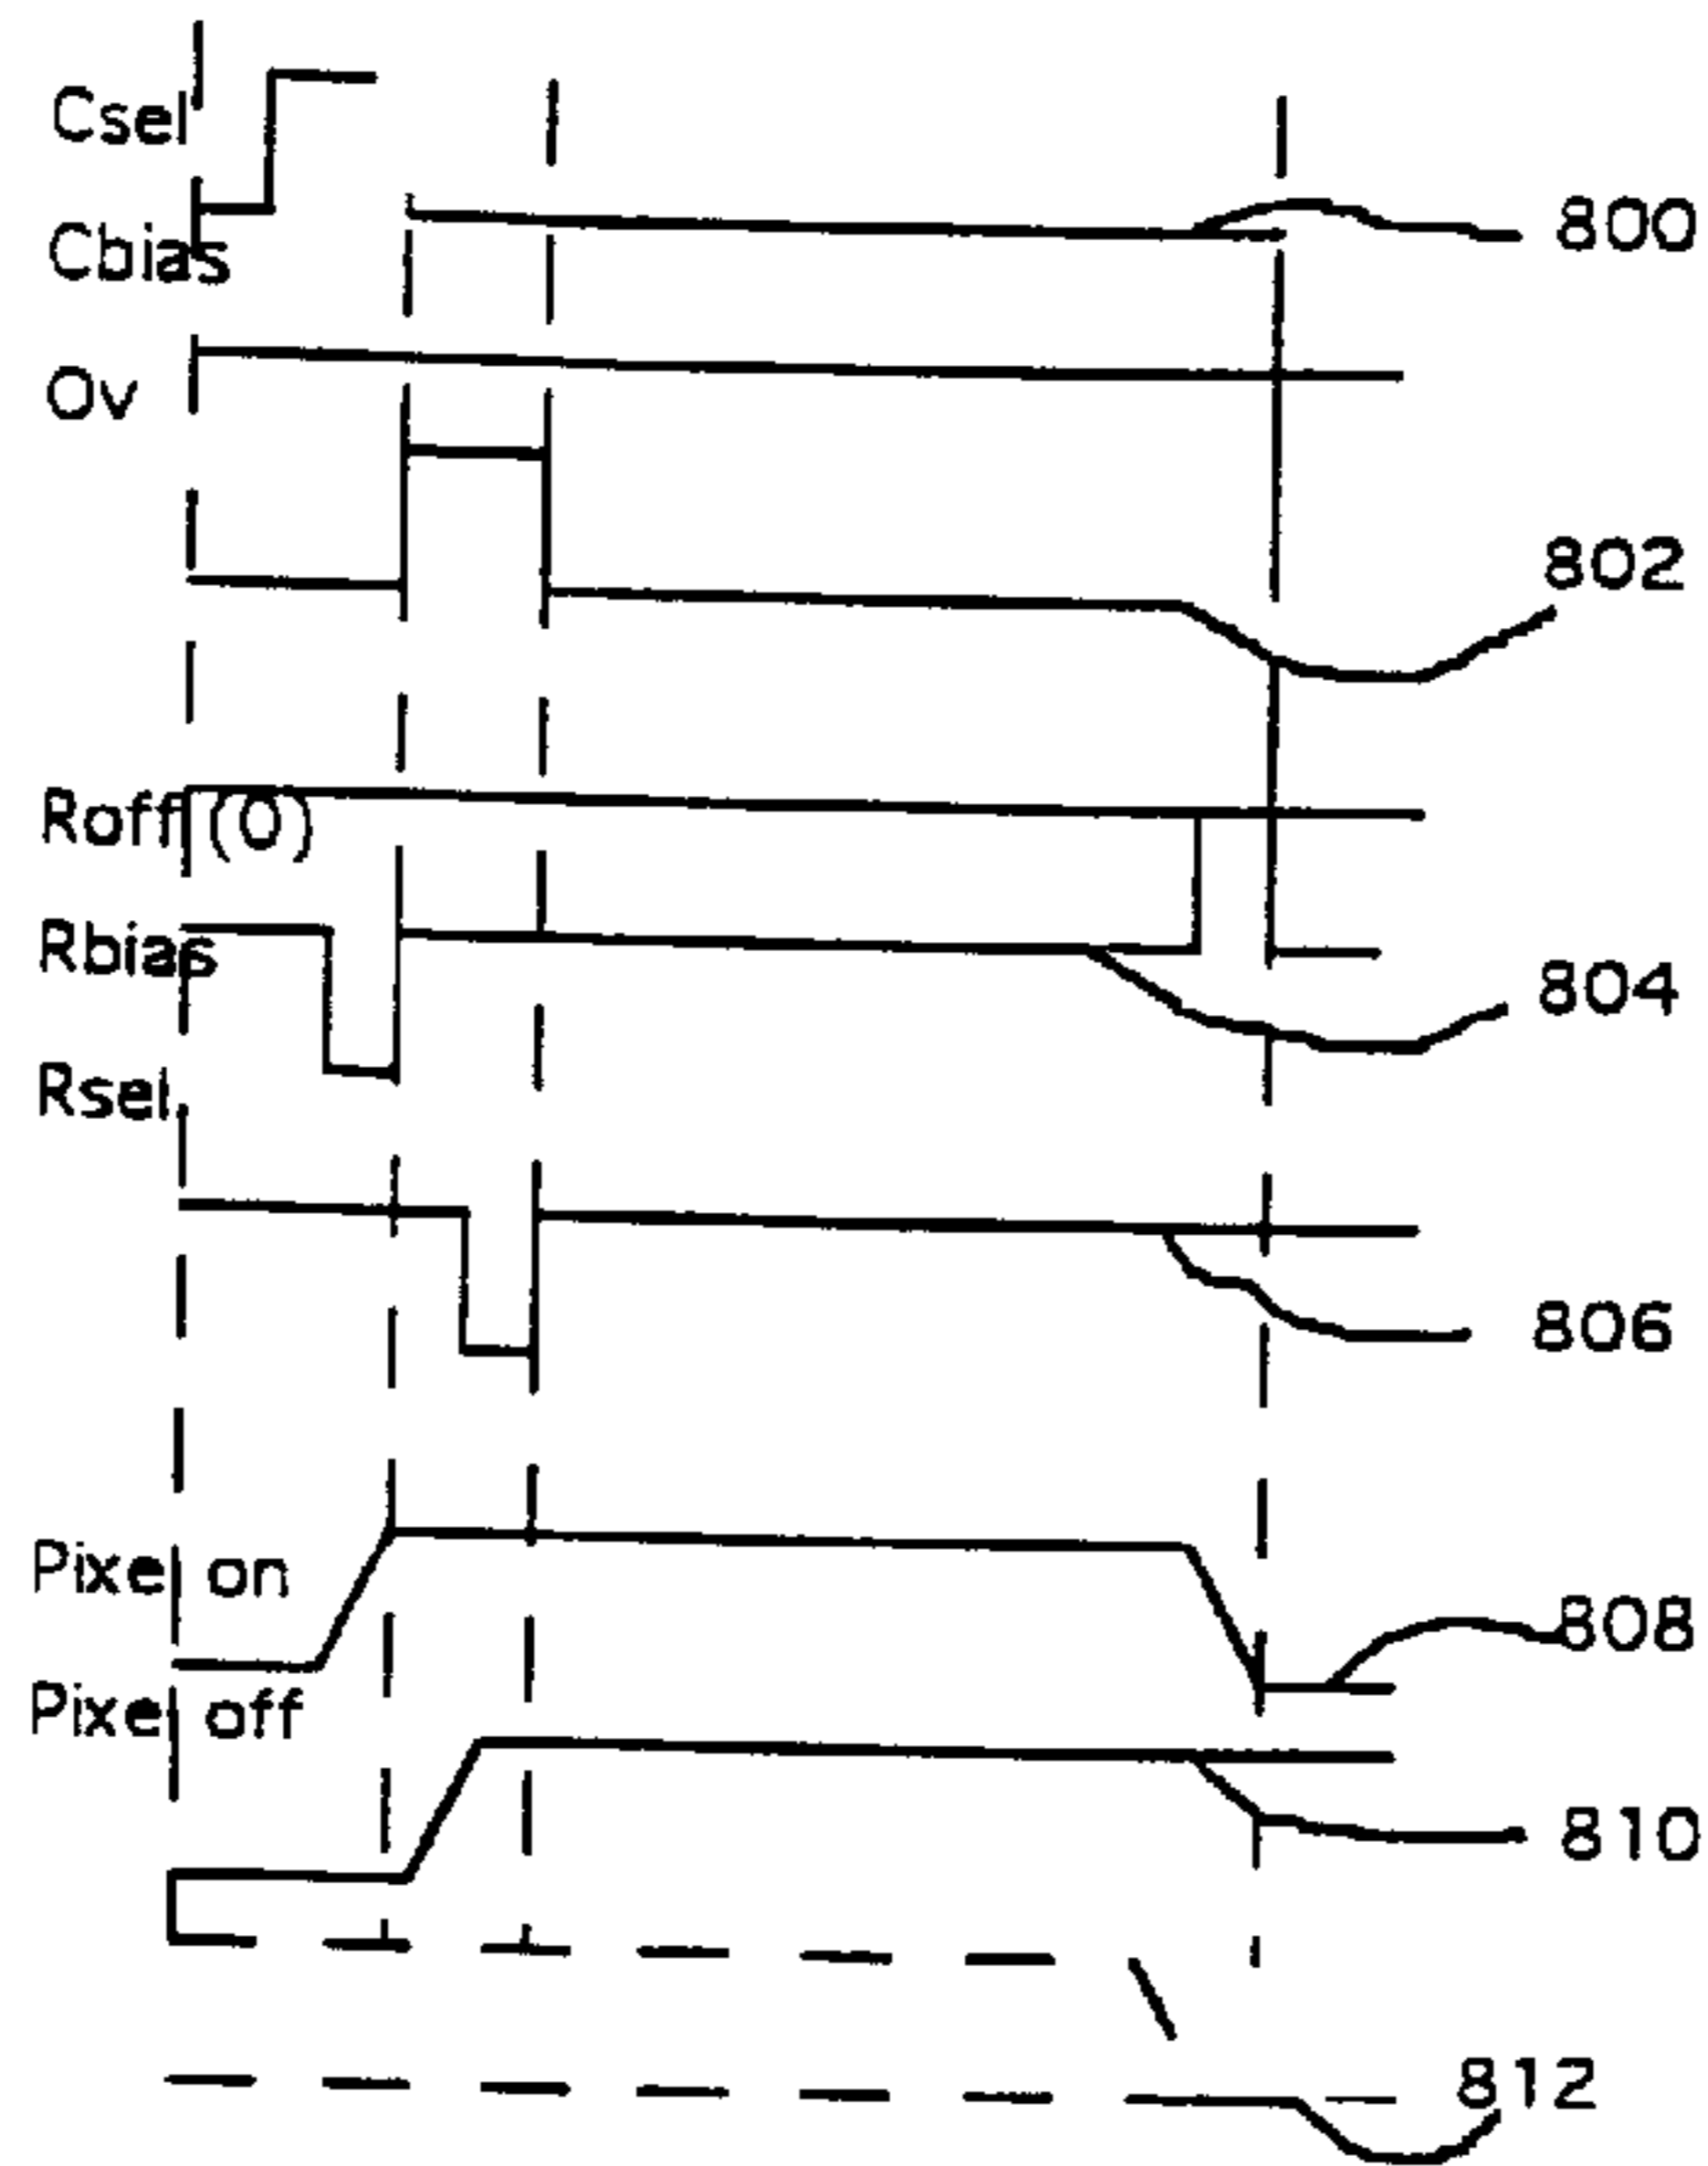 Csel
800
Cbias
Ov
802
Roff (0)
Rbias
804
Rsel
806
Pixel on
808
Pixel off
810
812